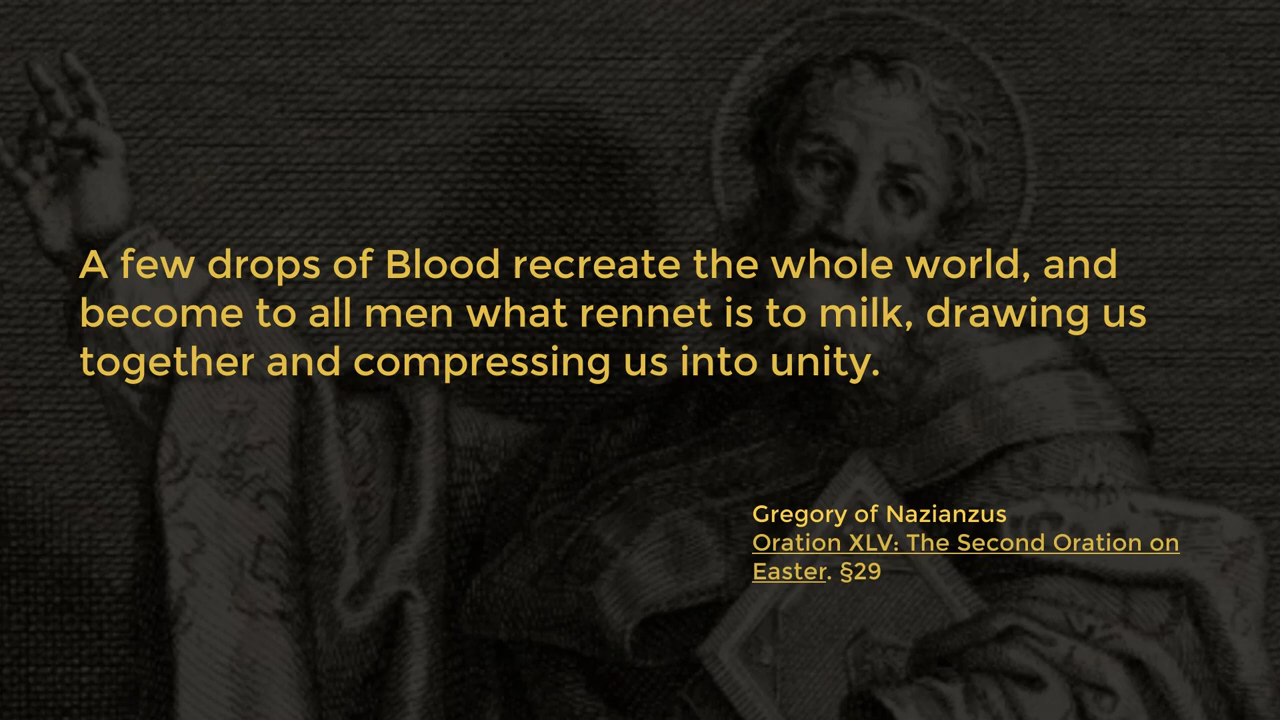 A few drops of Blood recreate the whole world, and
become to all men what rennet is to milk, drawing us
together and compressing us into unity.
Gregory of Nazianzus
Oration XLV: The Second Oration on
Easter. §29